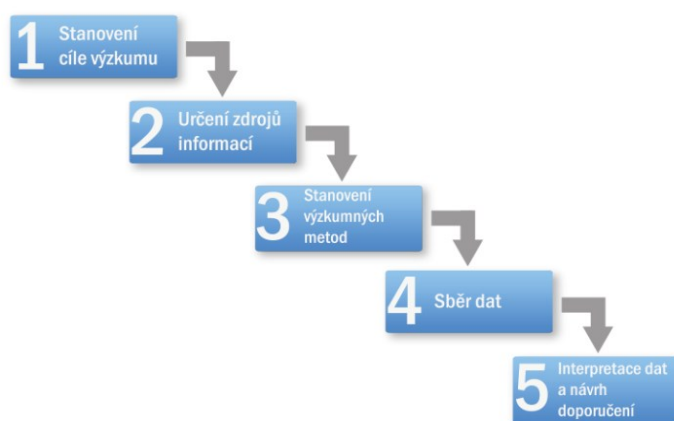 1 Stanovení
cíle výzkumu
2 Určení zdrojů
informací
3 Stanovení
výzkumných
metod
4 Sběr dat
5 Interpretace dat
a návrh
doporučení